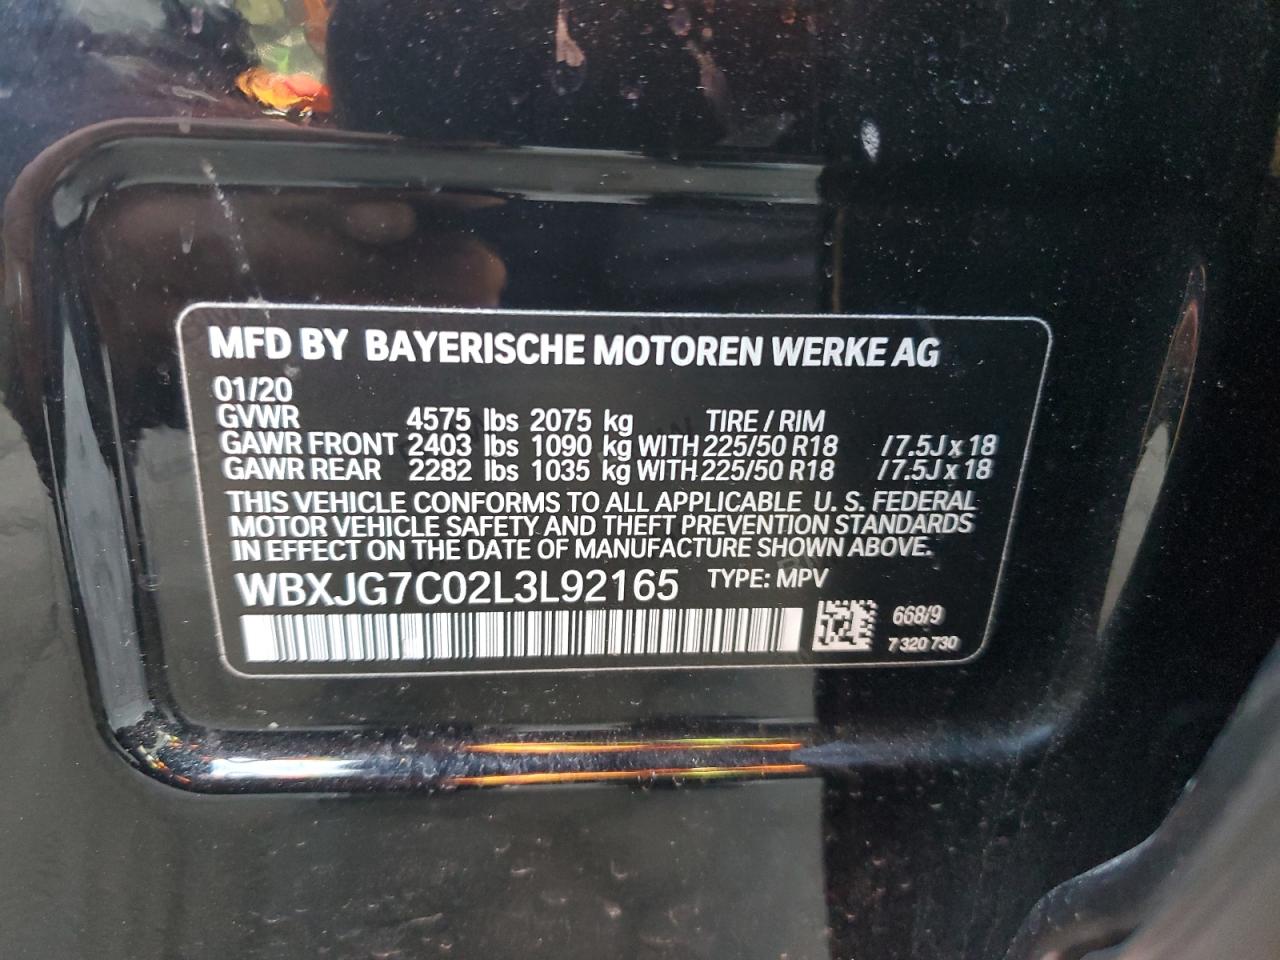 MFD BY BAYERISCHE MOTOREN WERKE AG
01/20
GVWR 4575 lbs 2075 kg TIRE / RIM
GAWR FRONT 2403 lbs 1090 kg WITH 225/50 R18 /7.5J x 18
GAWR REAR 2282 lbs 1035 kg WITH 225/50 R18 /7.5J x 18
THIS VEHICLE CONFORMS TO ALL APPLICABLE U. S. FEDERAL
MOTOR VEHICLE SAFETY AND THEFT PREVENTION STANDARDS
IN EFFECT ON THE DATE OF MANUFACTURE SHOWN ABOVE.
WBXJG7C02L3L92165 TYPE: MPV
668/9
7 320 730